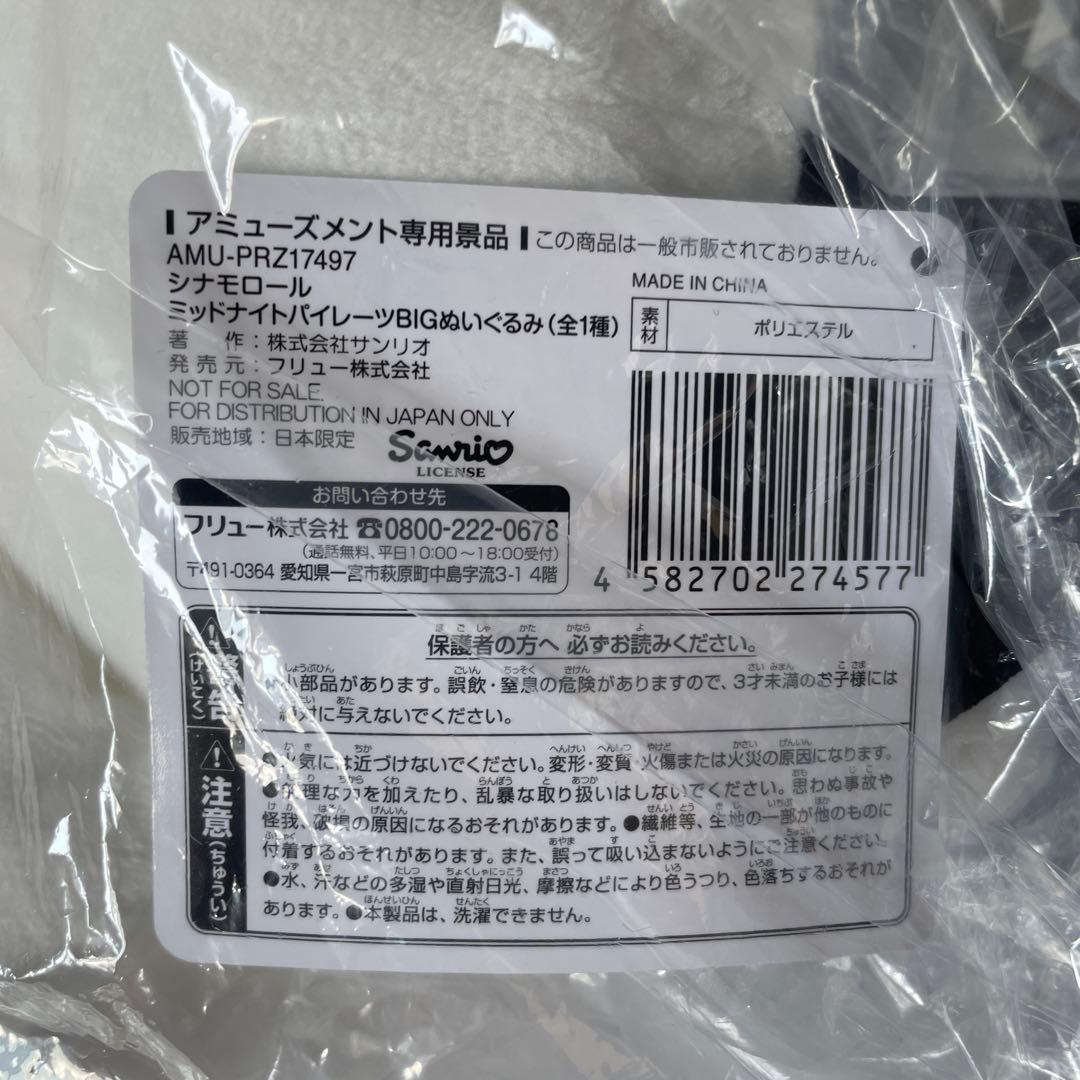 アミューズメント専用景品 この商品は一般市販されておりません。
AMU-PRZ17497
シナモロール
ミッドナイトパイレーツBIGぬいぐるみ(全1種)
著 作:株式会社サンリオ
発売元:フリュー株式会社
NOT FOR SALE.
FOR DISTRIBUTION IN JAPAN ONLY
販売地域:日本限定
Sanrio
LICENSE
MADE IN CHINA
素材 ポリエステル
4 582702 274577
お問い合わせ先
フリュー株式会社 ☎0800-222-0678
(通話無料、平日10:00~18:00受付)
〒491-0364 愛知県一宮市萩原町中島字流3-1 4階
警告(けいこく)
保護者の方へ 必ずお読みください。
小部品があります。誤飲・窒息の危険がありますので、3才未満のお子様には
絶対に与えないでください。
注意(ちゅうい)
●火気には近づけないでください。変形・変質・火傷または火災の原因になります。
●無理な力を加えたり、乱暴な取り扱いはしないでください。思わぬ事故や
怪我、破損の原因になるおそれがあります。●繊維等、生地の一部が他のものに
付着するおそれがあります。また、誤って吸い込まないようにご注意ください。
●水、汗などの多湿や直射日光、摩擦などにより色うつり、色落ちするおそれが
あります。●本製品は、洗濯できません。